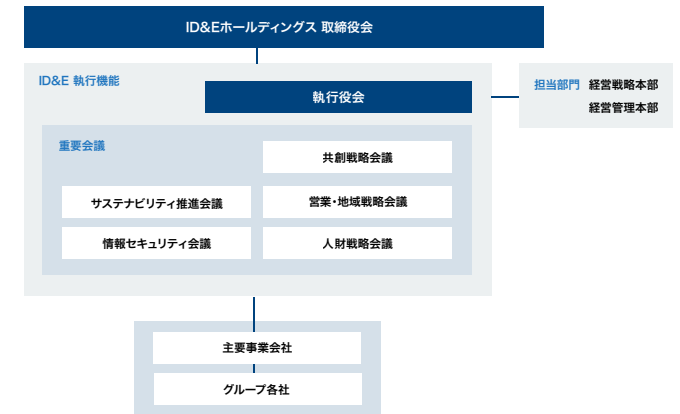 ID&Eホールディングス 取締役会
ID&E 執行機能
執行役会
担当部門 経営戦略本部
経営管理本部
重要会議
共創戦略会議
サステナビリティ推進会議
営業・地域戦略会議
情報セキュリティ会議
人財戦略会議
主要事業会社
グループ各社